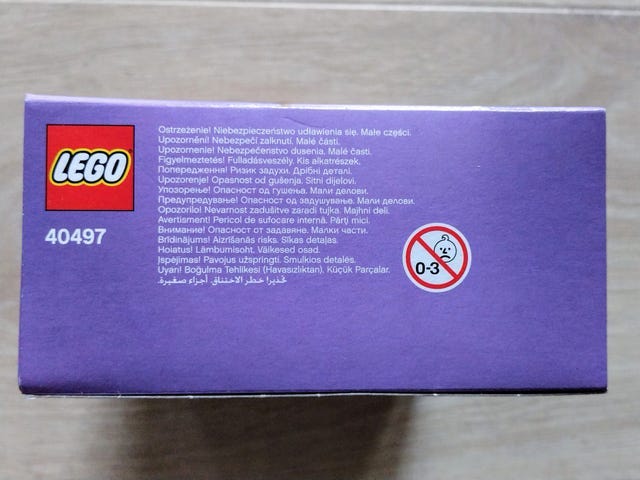 LEGO
40497
Ostrzeżenie! Niebezpieczeństwo udławienia się. Małe części.
Upozornění! Nebezpečí zalknutí. Malé části.
Upozornenie! Nebezpečenstvo dusenia. Malé časti.
Figyelmeztetés! Fulladásveszély. Kis alkatrészek.
Попередження! Ризик задухи. Дрібні деталі.
Upozorenje! Opasnost od gušenja. Sitni dijelovi.
Упозорење! Опасност од гушења. Мали делови.
Предупредување! Опасност од задушување. Мали делови.
Opozorilo! Nevarnost zadušitve zaradi tujka. Majhni deli.
Avertisment! Pericol de sufocare internă. Părți mici.
Внимание! Опасност от задавяне. Малки части.
Brīdinājums! Aizrīšanās risks. Sīkas detaļas.
Hoiatus! Lämbumisoht. Väikesed osad.
Įspėjimas! Pavojus užspringti. Smulkios detalės.
Uyarı! Boğulma Tehlikesi (Havasızlıktan). Küçük Parçalar.
تحذير! خطر الاختناق. أجزاء صغيرة.
0-3